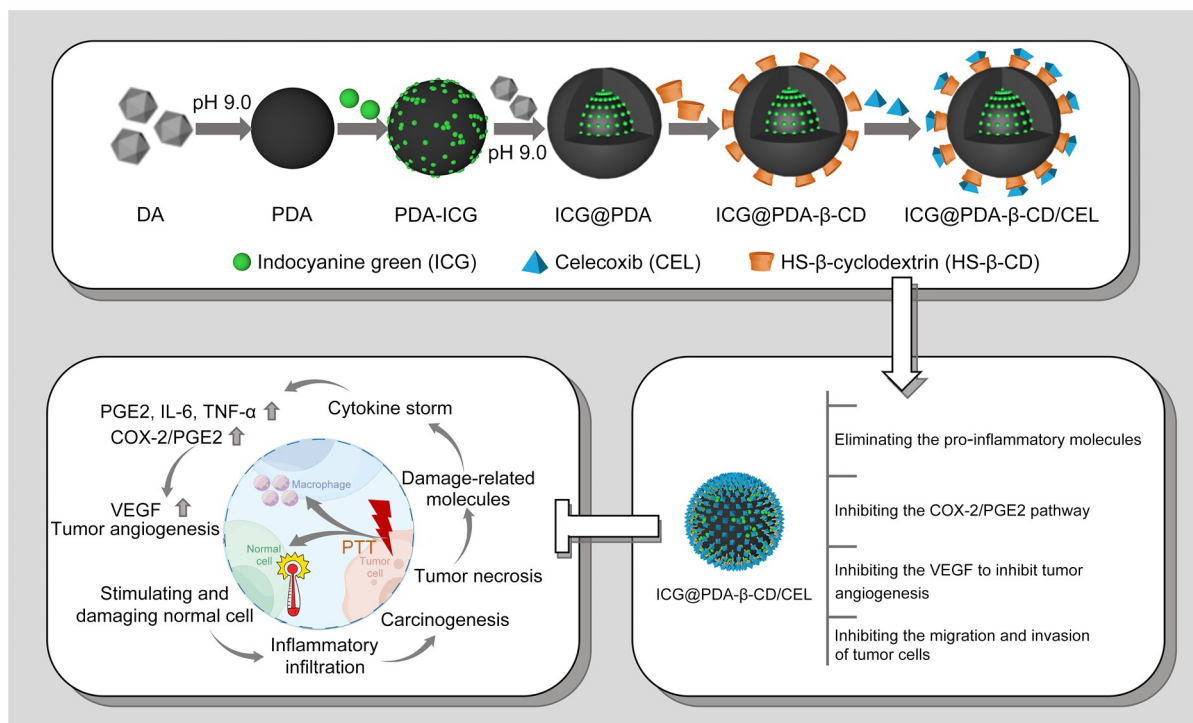 pH 9.0
pH 9.0
DA
PDA
PDA-ICG
ICG@PDA
ICG@PDA-β-CD
ICG@PDA-β-CD/CEL
Indocyanine green (ICG)
Celecoxib (CEL)
HS-β-cyclodextrin (HS-β-CD)
PGE2, IL-6, TNF-α
COX-2/PGE2
VEGF
Tumor angiogenesis
Stimulating and
damaging normal cell
Inflammatory
infiltration
Carcinogenesis
Tumor necrosis
Damage-related
molecules
Cytokine storm
Macrophage
Normal
cell
PTT
Tumor
cell
ICG@PDA-β-CD/CEL
Eliminating the pro-inflammatory molecules
Inhibiting the COX-2/PGE2 pathway
Inhibiting the VEGF to inhibit tumor
angiogenesis
Inhibiting the migration and invasion
of tumor cells